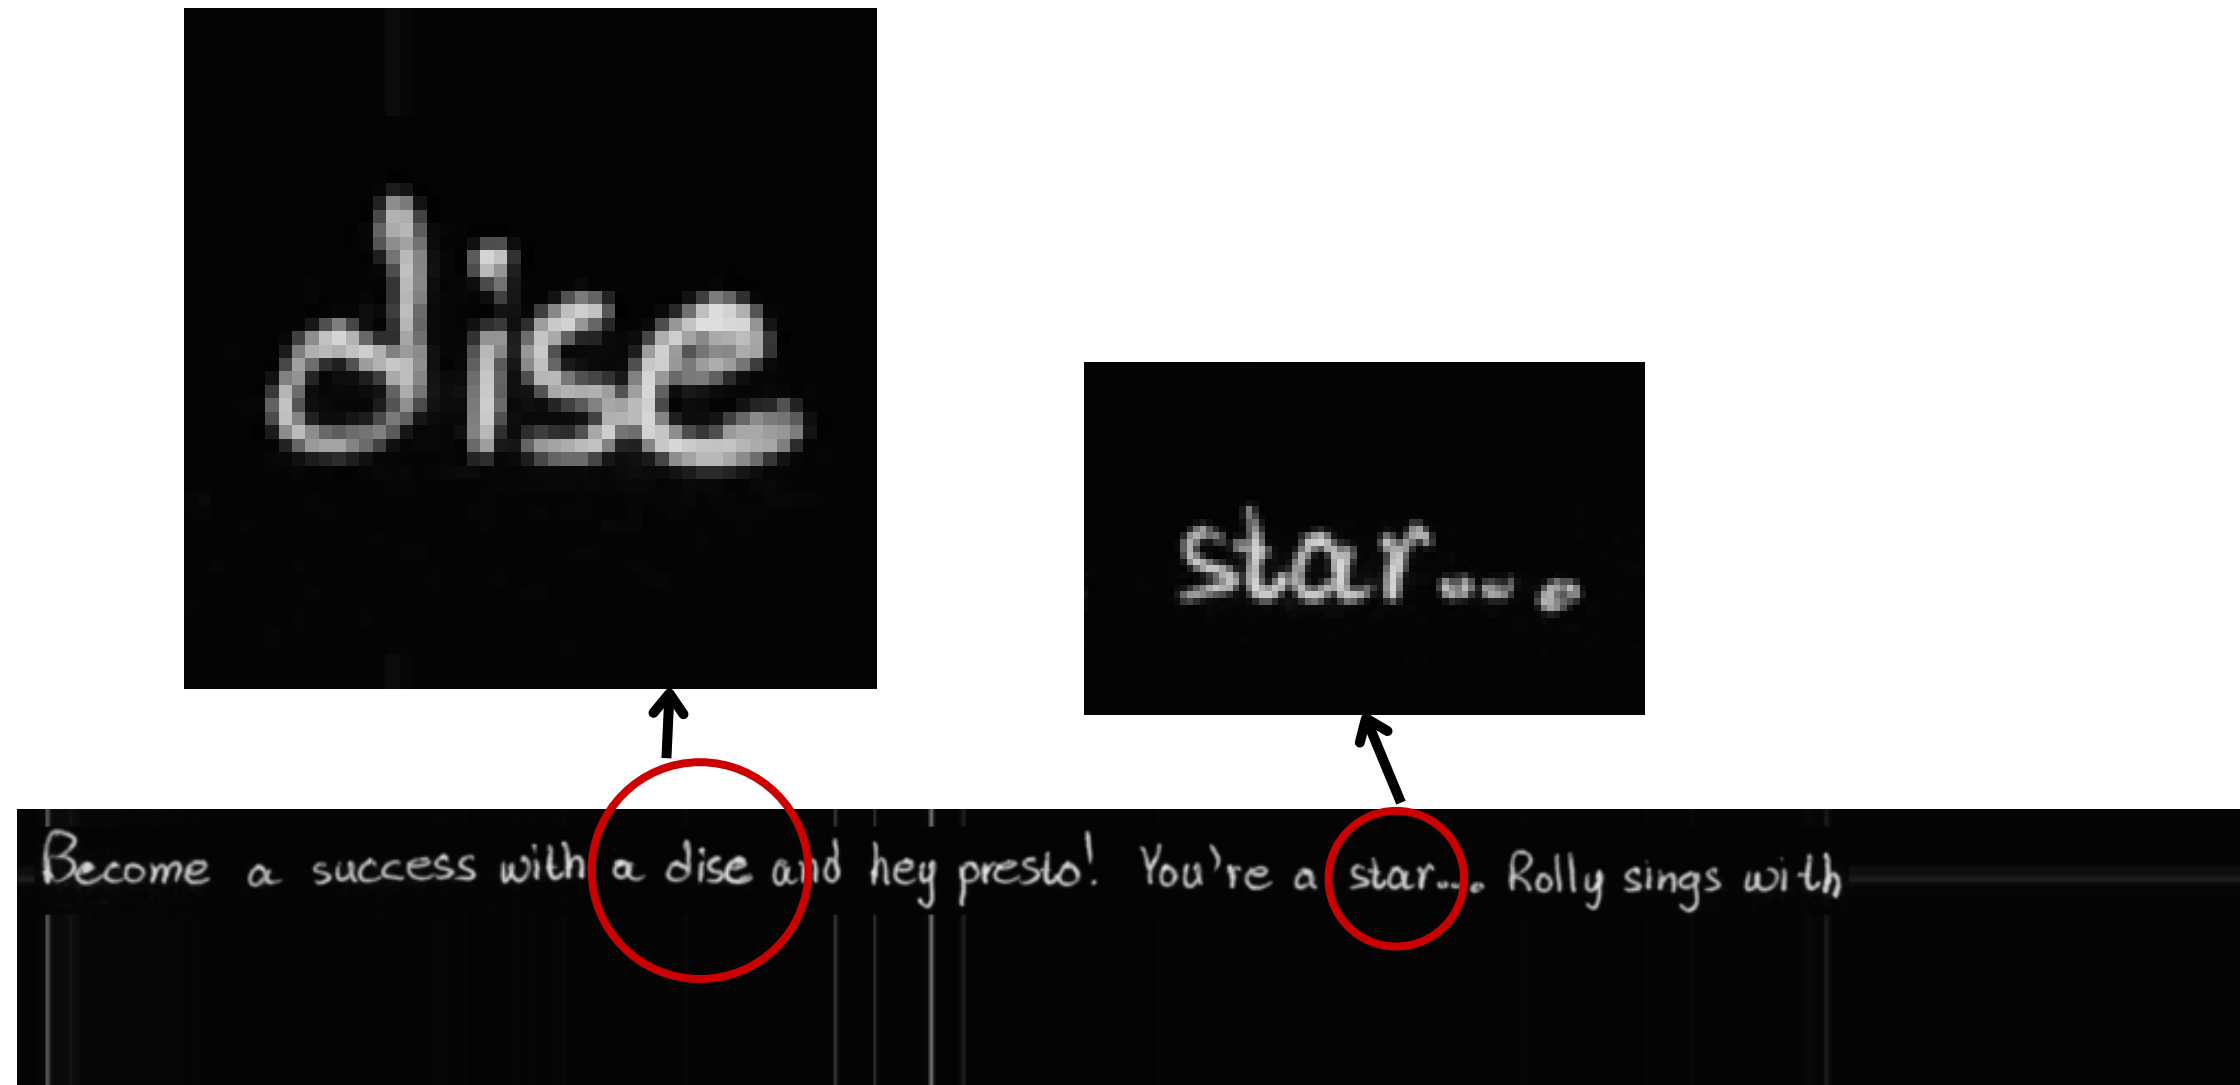 dise
star...
Become a success with a dise and hey presto! You're a star... Rolly sings with